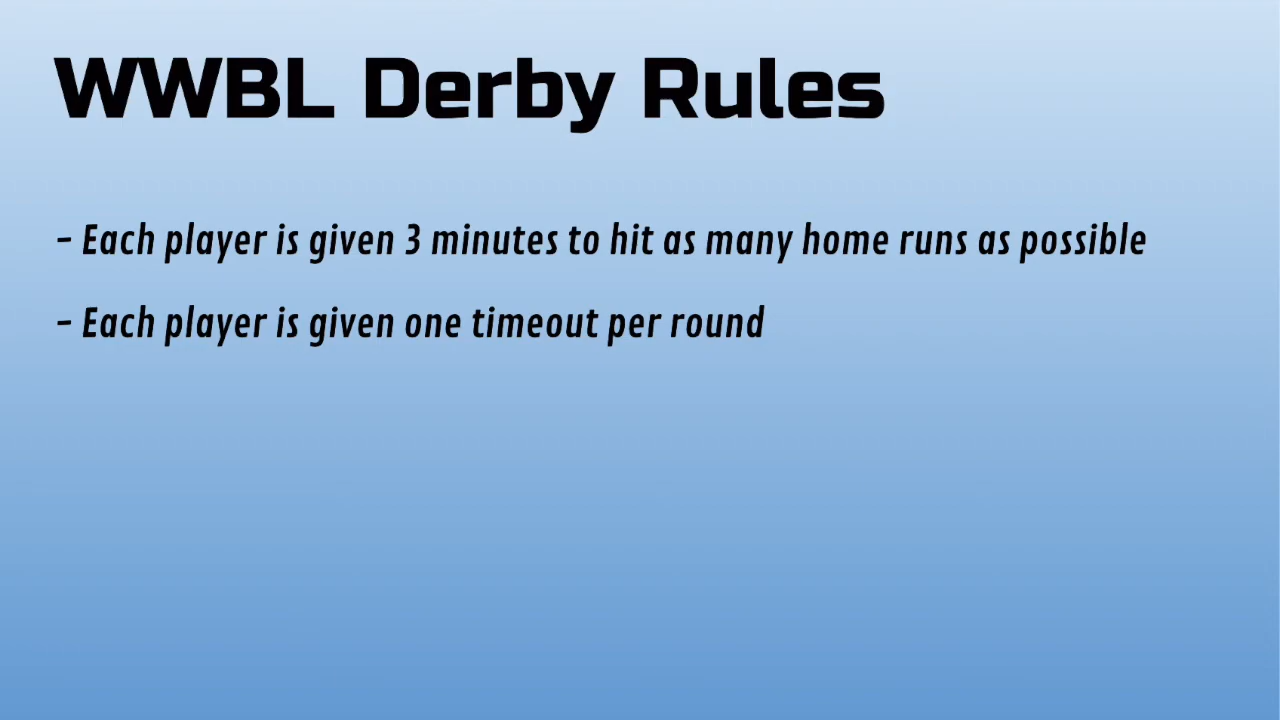 WWBL Derby Rules
- Each player is given 3 minutes to hit as many home runs as possible
- Each player is given one timeout per round